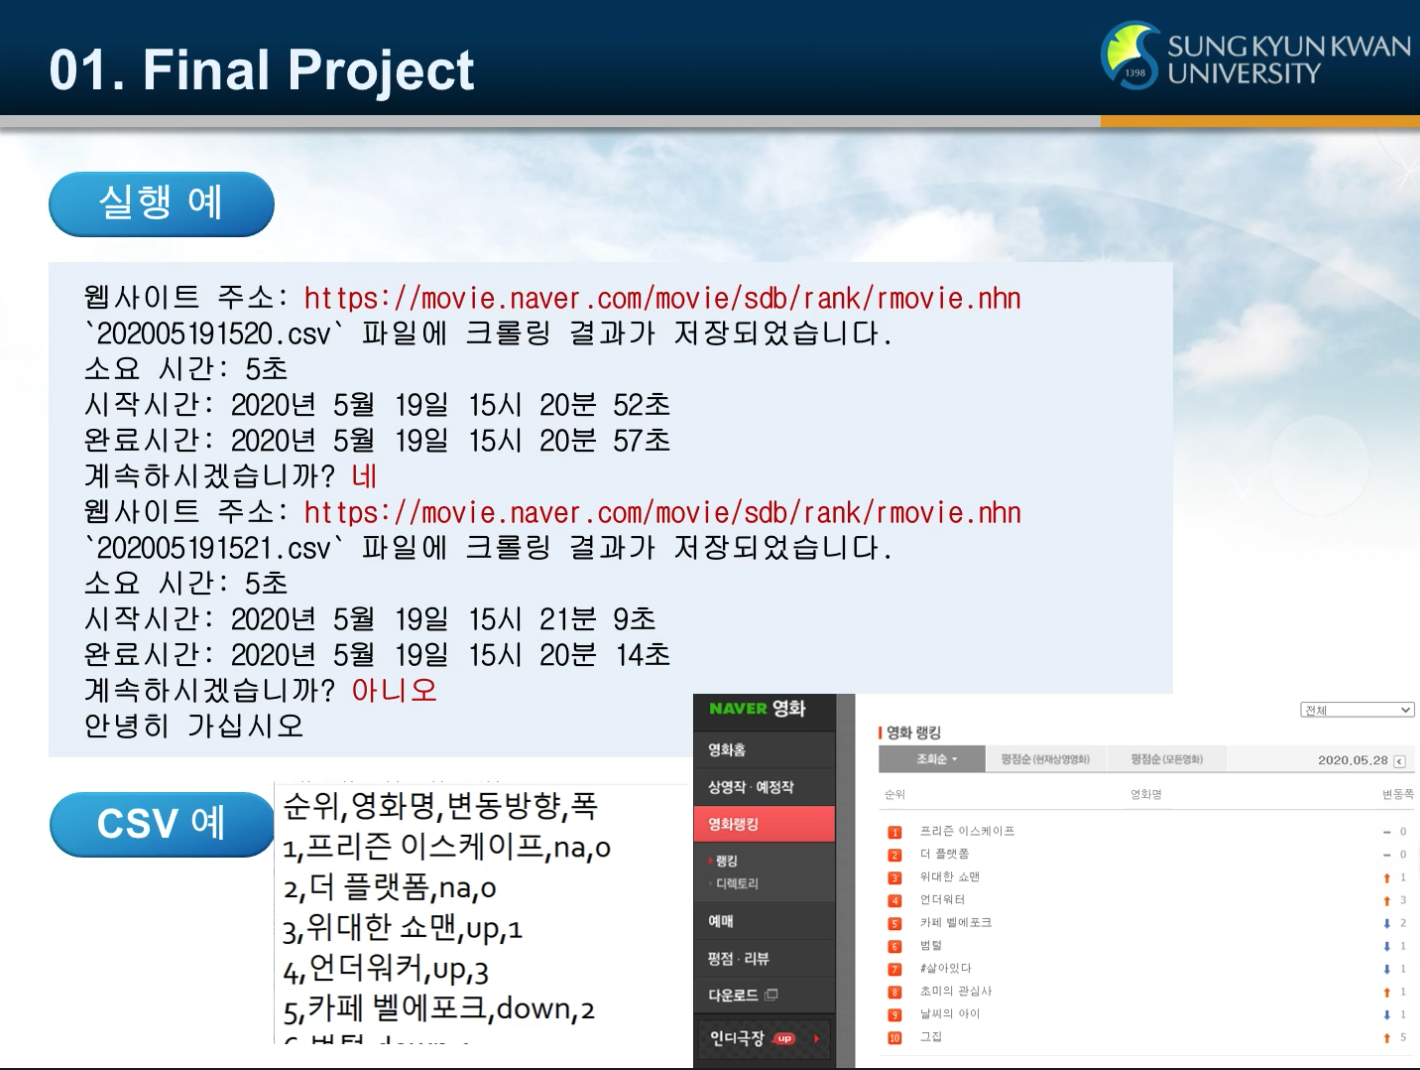 01. Final Project
SUNG KYUN KWAN
UNIVERSITY
1398
실행 예
웹사이트 주소: https://movie.naver.com/movie/sdb/rank/rmovie.nhn
`202005191520.csv` 파일에 크롤링 결과가 저장되었습니다.
소요 시간: 5초
시작시간: 2020년 5월 19일 15시 20분 52초
완료시간: 2020년 5월 19일 15시 20분 57초
계속하시겠습니까? 네
웹사이트 주소: https://movie.naver.com/movie/sdb/rank/rmovie.nhn
`202005191521.csv` 파일에 크롤링 결과가 저장되었습니다.
소요 시간: 5초
시작시간: 2020년 5월 19일 15시 21분 9초
완료시간: 2020년 5월 19일 15시 20분 14초
계속하시겠습니까? 아니오
안녕히 가십시오
CSV 예
순위,영화명,변동방향,폭
1,프리즌 이스케이프,na,0
2,더 플랫폼,na,0
3,위대한 쇼맨,up,1
4,언더워커,up,3
5,카페 벨에포크,down,2
NAVER 영화
영화홈
상영작·예정작
영화랭킹
랭킹
디렉토리
예매
평점·리뷰
다운로드
인디극장 up
전체
영화 랭킹
조회순 평점순 (현재상영영화) 평점순 (모든영화) 2020.05.28
순위 영화명 변동폭
1 프리즌 이스케이프 0
2 더 플랫폼 0
3 위대한 쇼맨 1
4 언더워터 3
5 카페 벨에포크 2
6 범털 1
7 #살아있다 1
8 초미의 관심사 1
9 날씨의 아이 1
10 그집 5